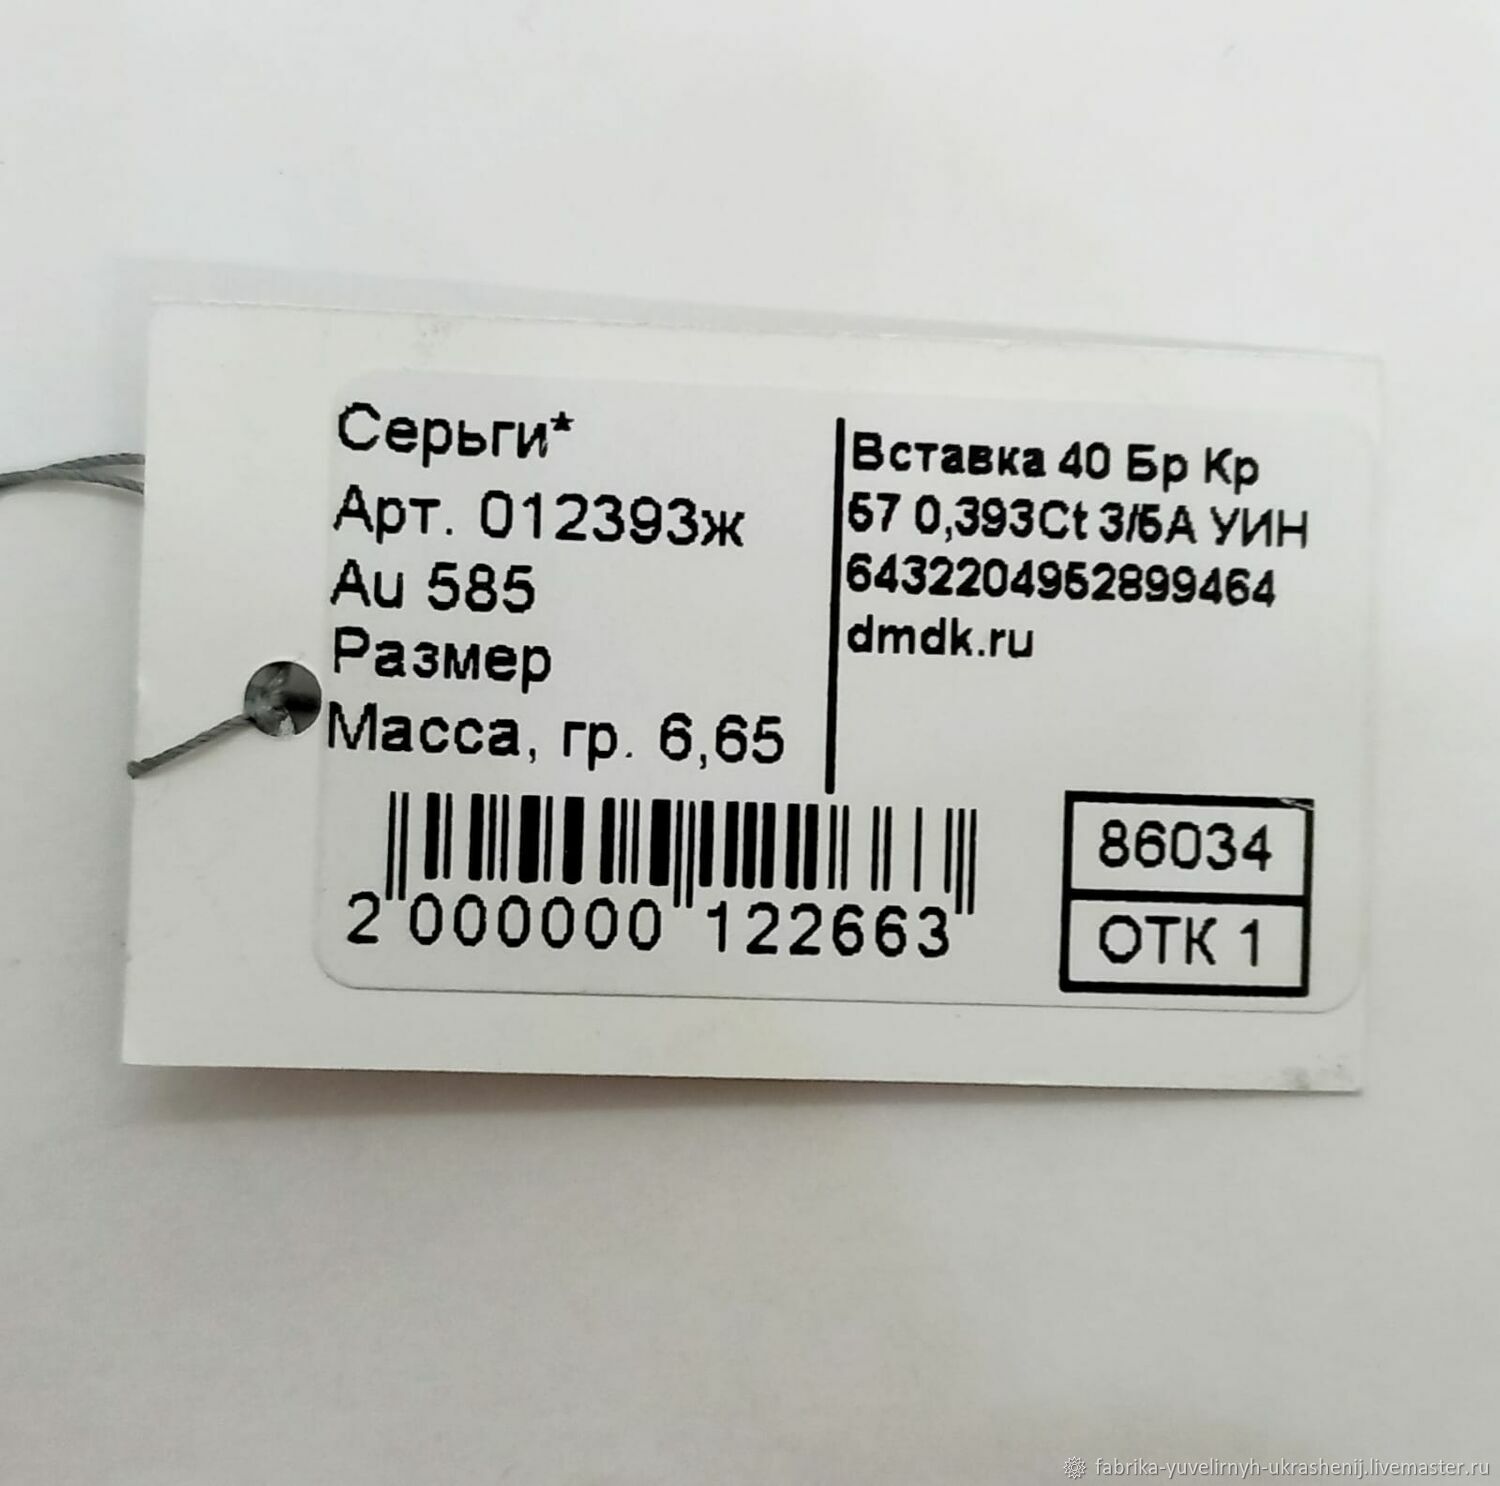 Серьги*
Арт. 012393ж
Au 585
Размер
Масса, гр. 6,65
Вставка 40 Бр Кр
57 0,393Ct 3/5А УИН
6432204952899464
dmdk.ru
2 000000 122663
86034
ОТК 1
fabrika-yuvelirnyh-ukrashenij.livemaster.ru